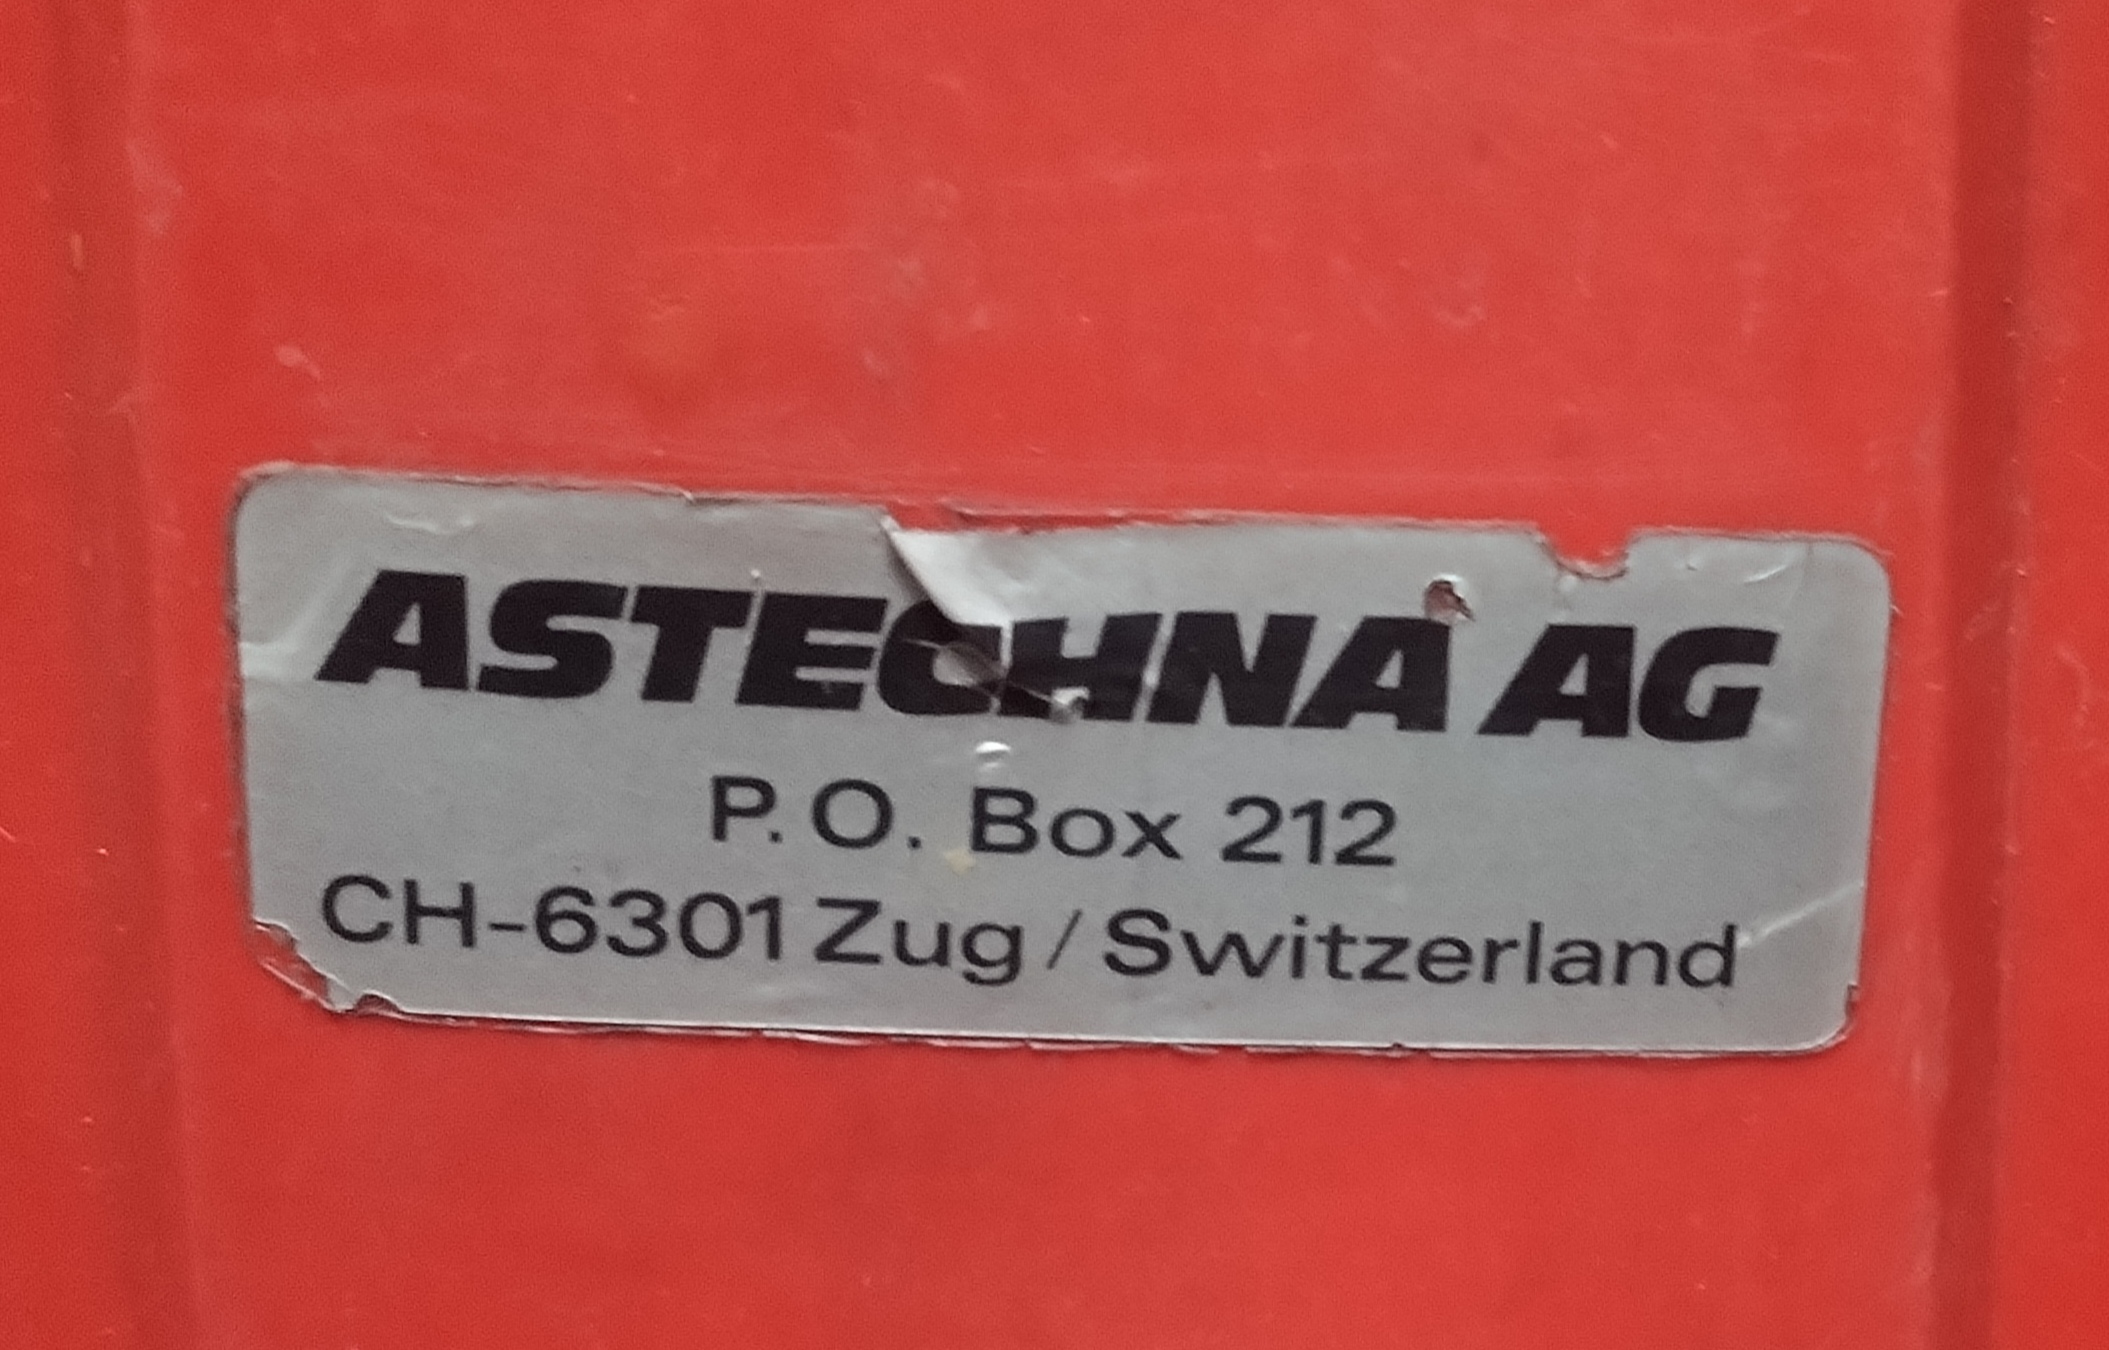 ASTECHNA AG
P.O. Box 212
CH-6301 Zug / Switzerland